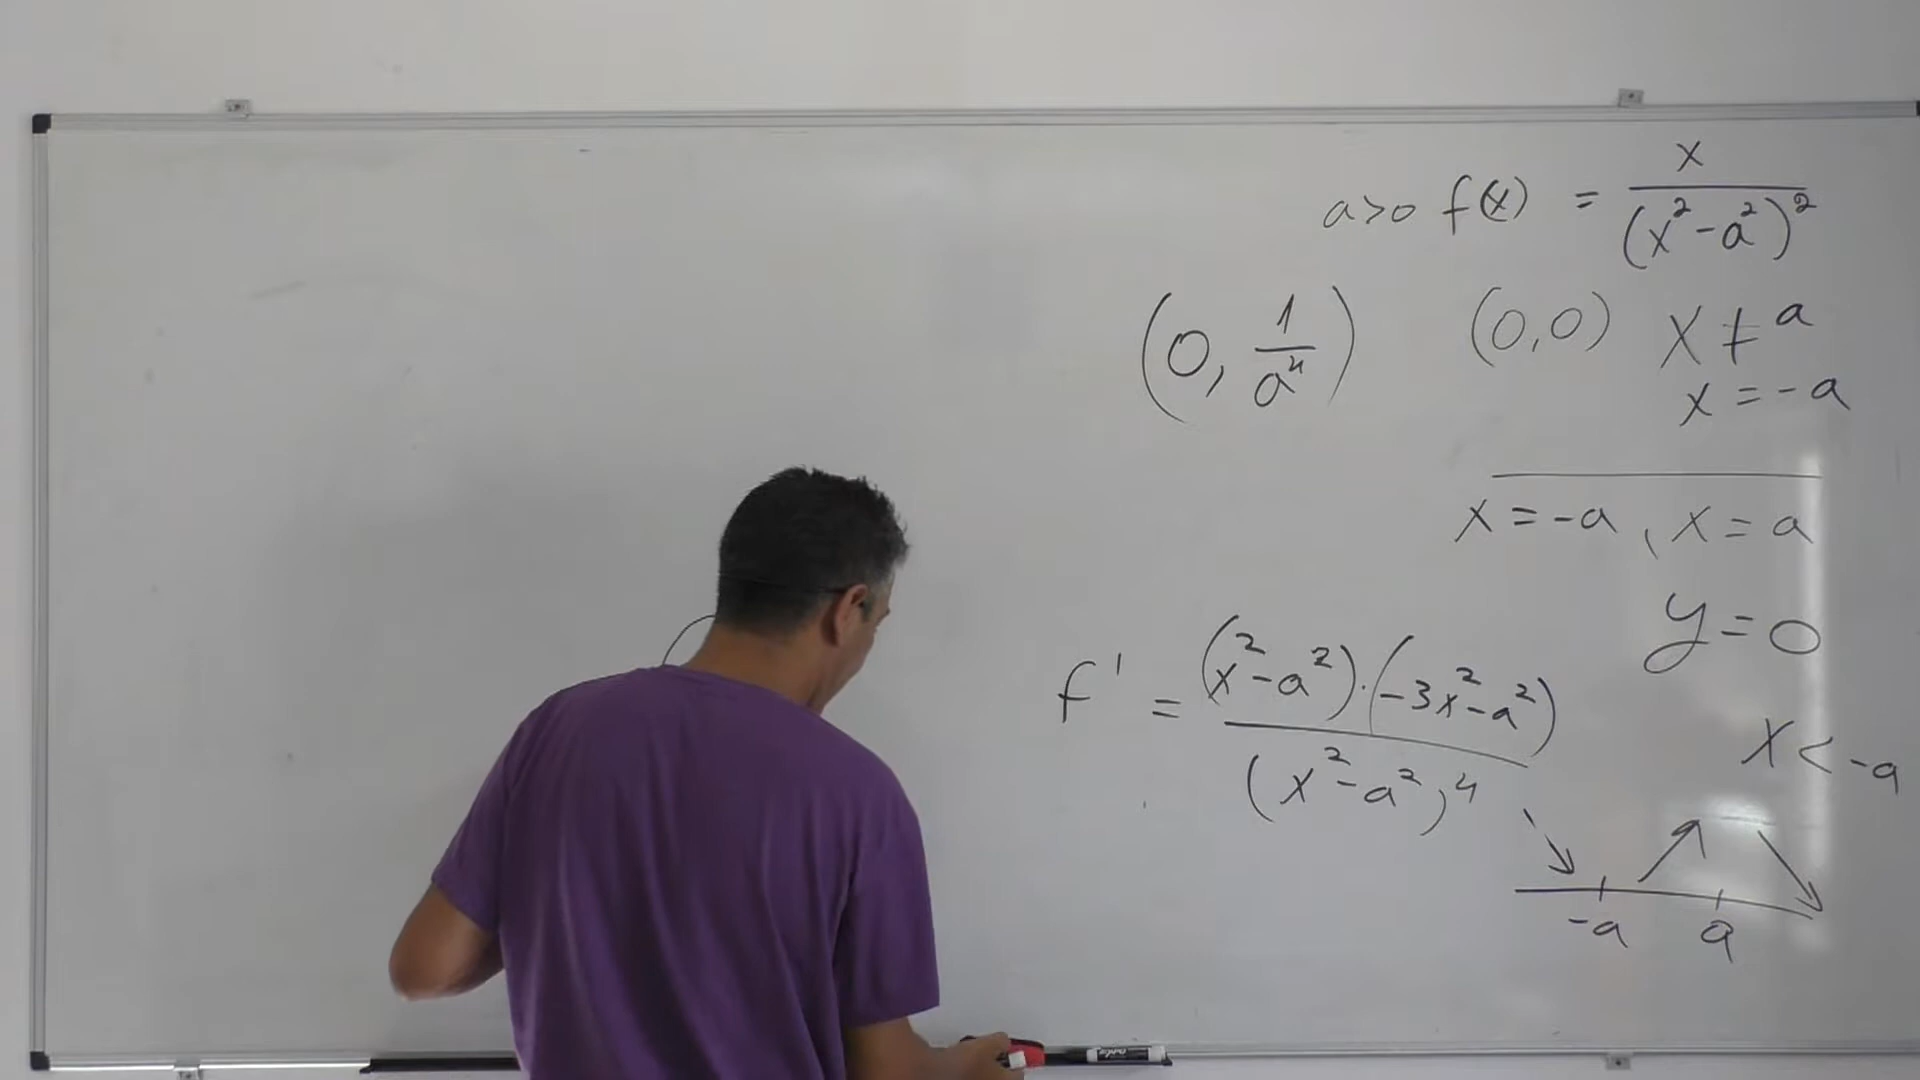 a>0 f(x) = x / (x² - a²)²
(0, 1/a⁴) (0,0) x ≠ a
x = -a
x = -a, x = a
y = 0
f' = (x² - a²)·(-3x² - a²) / (x² - a²)⁴
x < -a
-a a